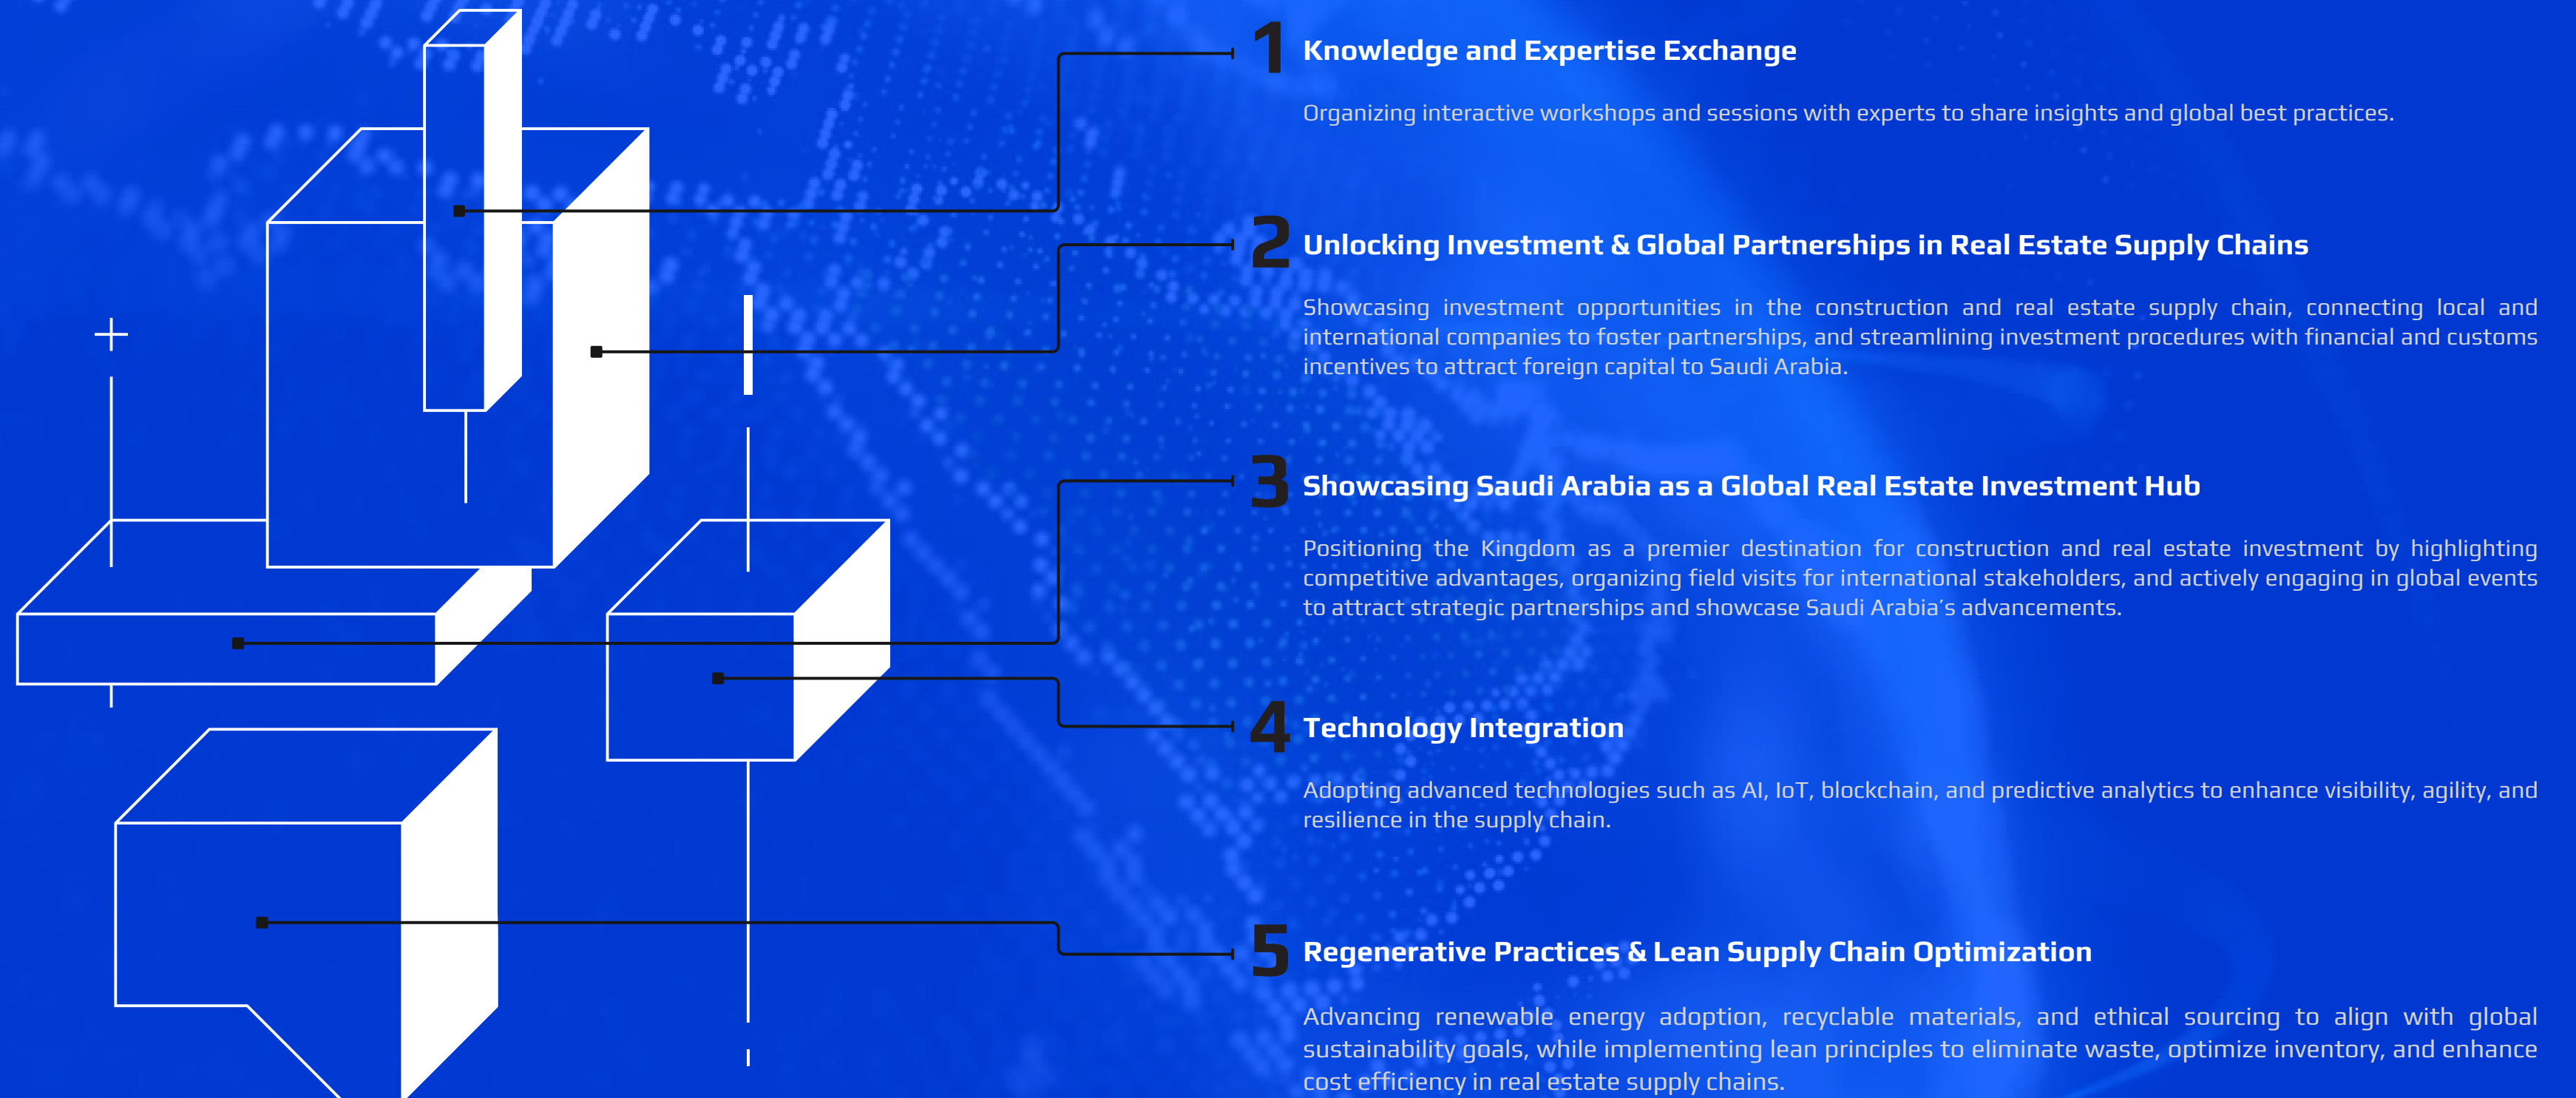 1 Knowledge and Expertise Exchange
Organizing interactive workshops and sessions with experts to share insights and global best practices.
2 Unlocking Investment & Global Partnerships in Real Estate Supply Chains
Showcasing investment opportunities in the construction and real estate supply chain, connecting local and
international companies to foster partnerships, and streamlining investment procedures with financial and customs
incentives to attract foreign capital to Saudi Arabia.
3 Showcasing Saudi Arabia as a Global Real Estate Investment Hub
Positioning the Kingdom as a premier destination for construction and real estate investment by highlighting
competitive advantages, organizing field visits for international stakeholders, and actively engaging in global events
to attract strategic partnerships and showcase Saudi Arabia's advancements.
4 Technology Integration
Adopting advanced technologies such as AI, IoT, blockchain, and predictive analytics to enhance visibility, agility, and
resilience in the supply chain.
5 Regenerative Practices & Lean Supply Chain Optimization
Advancing renewable energy adoption, recyclable materials, and ethical sourcing to align with global
sustainability goals, while implementing lean principles to eliminate waste, optimize inventory, and enhance
cost efficiency in real estate supply chains.